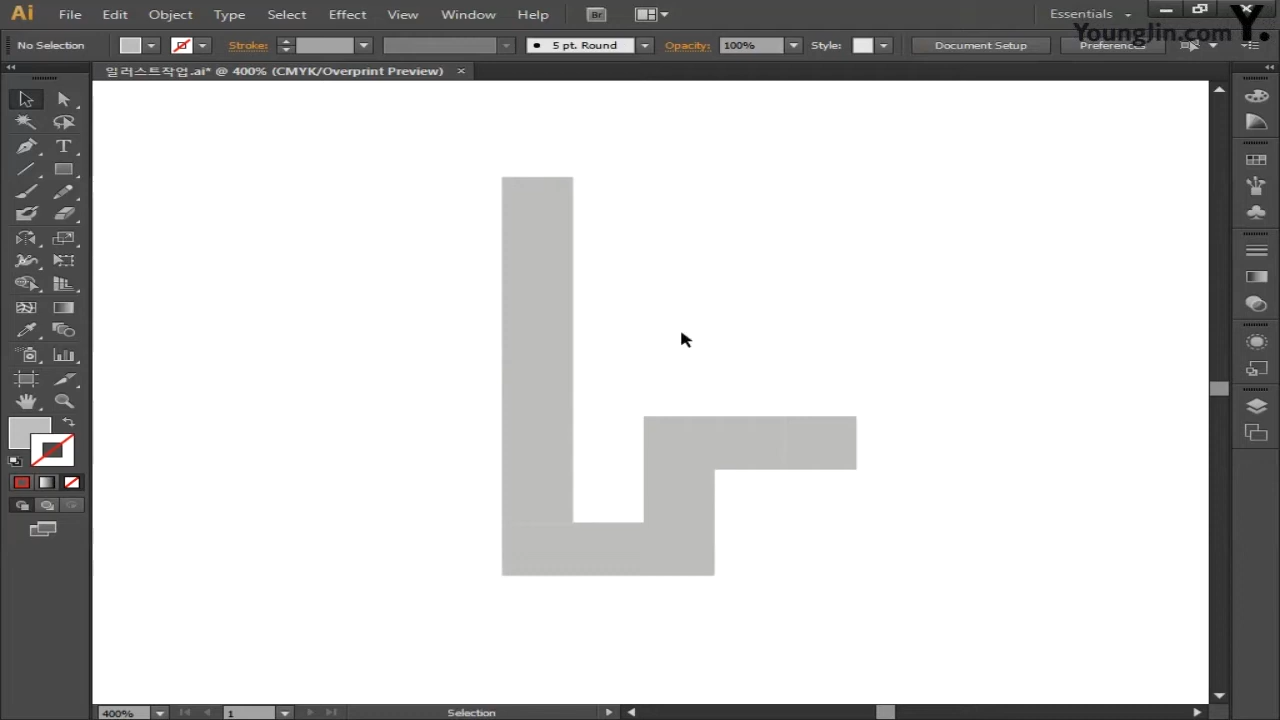 Ai File Edit Object Type Select Effect View Window Help Br Essentials
YoungJin.com Y.
No Selection Stroke: 5 pt. Round Opacity: 100% Style: Document Setup Preferences
일러스트작업.ai* @ 400% (CMYK/Overprint Preview) ×
T
400% 1 Selection